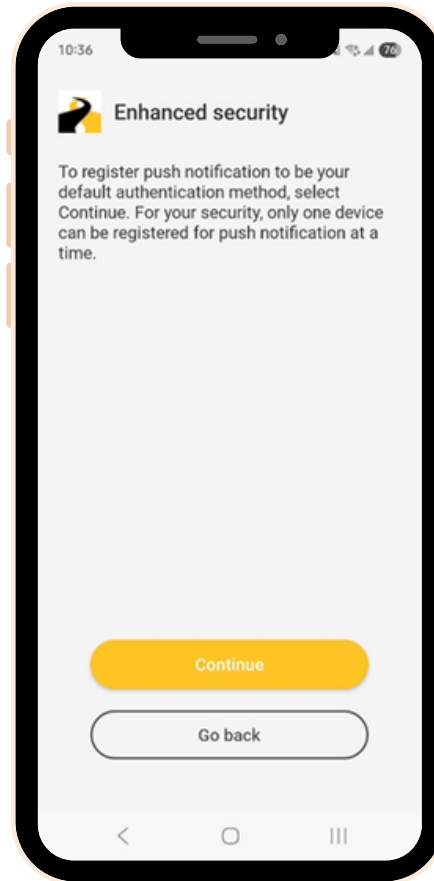 10:36
76
Enhanced security
To register push notification to be your
default authentication method, select
Continue. For your security, only one device
can be registered for push notification at a
time.
Continue
Go back